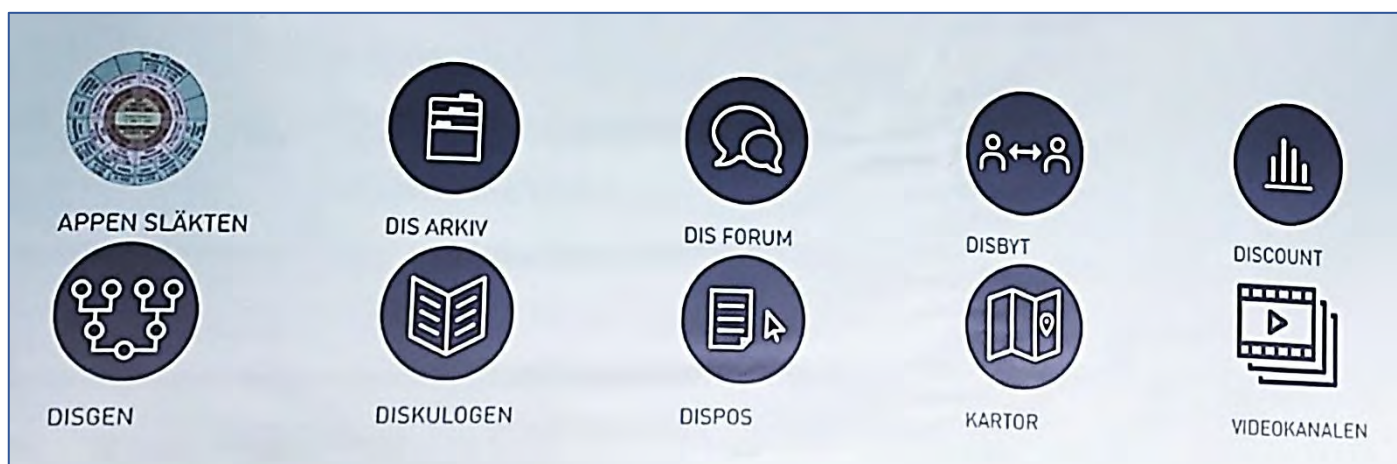 APPEN SLÄKTEN
DIS ARKIV
DIS FORUM
DISBYT
DISCOUNT
DISGEN
DISKULOGEN
DISPOS
KARTOR
VIDEOKANALEN